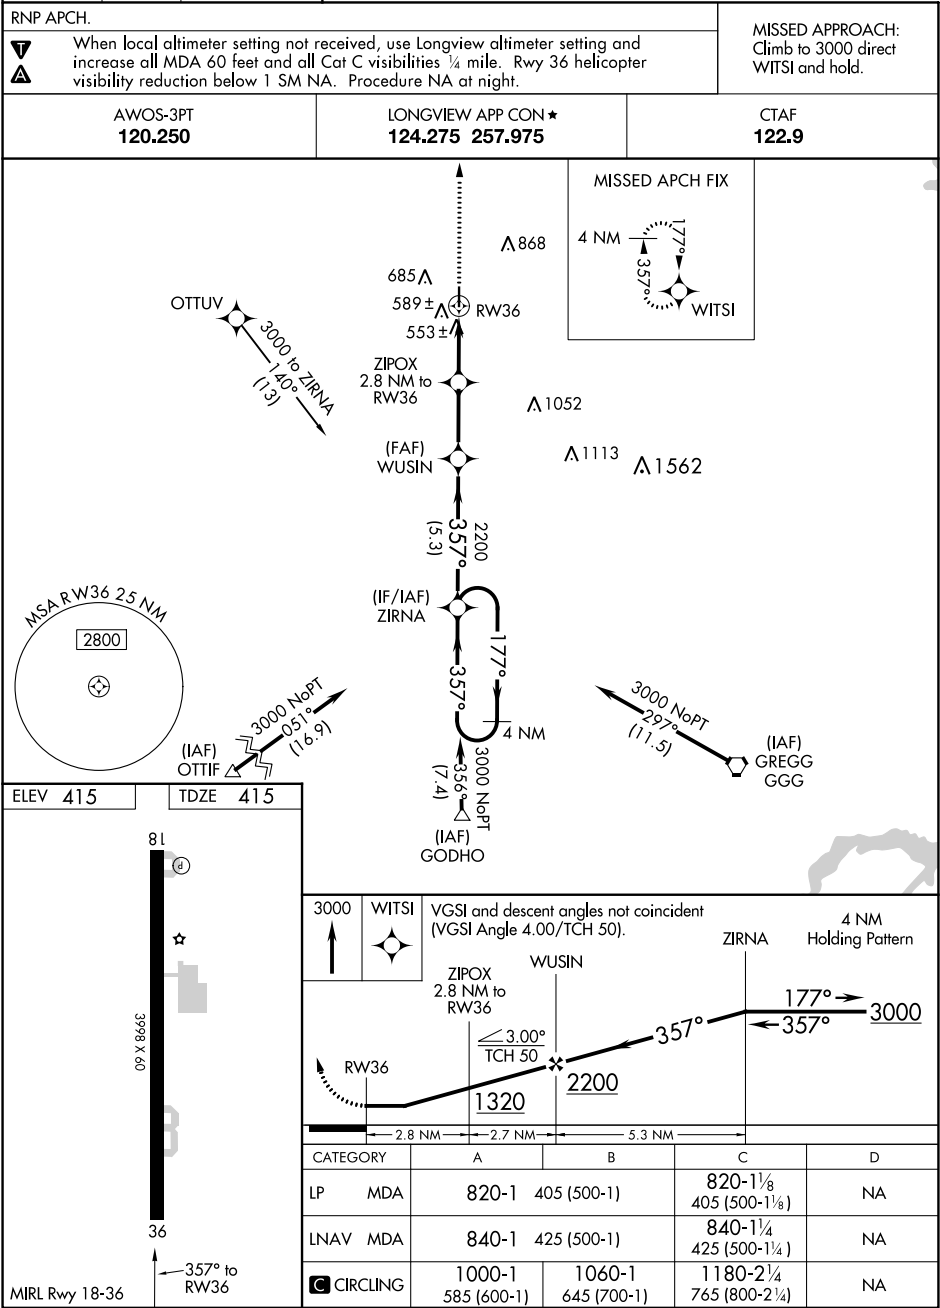 RNP APCH.
T
A
When local altimeter setting not received, use Longview altimeter setting and
increase all MDA 60 feet and all Cat C visibilities ¼ mile. Rwy 36 helicopter
visibility reduction below 1 SM NA. Procedure NA at night.
MISSED APPROACH:
Climb to 3000 direct
WITSI and hold.
AWOS-3PT
120.250
LONGVIEW APP CON ★
124.275 257.975
CTAF
122.9
MISSED APCH FIX
4 NM
177°
357°
WITSI
868
685
589 ±
553 ±
RW36
OTTUV
3000 to ZIRNA
140°
(13)
ZIPOX
2.8 NM to
RW36
1052
(FAF)
WUSIN
1113
1562
2200
357°
(5.3)
(IF/IAF)
ZIRNA
177°
357°
4 NM
MSA RW36 25 NM
2800
3000 NoPT
051°
(16.9)
(IAF)
OTTIF
3000 NoPT
297°
(11.5)
(IAF)
GREGG
GGG
3000 NoPT
356°
(7.4)
(IAF)
GODHO
ELEV 415
TDZE 415
18
P
3998 X 60
36
357° to
RW36
MIRL Rwy 18-36
3000
WITSI
VGSI and descent angles not coincident
(VGSI Angle 4.00/TCH 50).
4 NM
Holding Pattern
ZIRNA
WUSIN
ZIPOX
2.8 NM to
RW36
177°
357°
3000
357°
3.00°
TCH 50
RW36
2200
1320
2.8 NM
2.7 NM
5.3 NM
CATEGORY A B C D
LP MDA 820-1 405 (500-1) 820-1⅛ 405 (500-1⅛) NA
LNAV MDA 840-1 425 (500-1) 840-1¼ 425 (500-1¼) NA
C CIRCLING 1000-1 585 (600-1) 1060-1 645 (700-1) 1180-2¼ 765 (800-2¼) NA